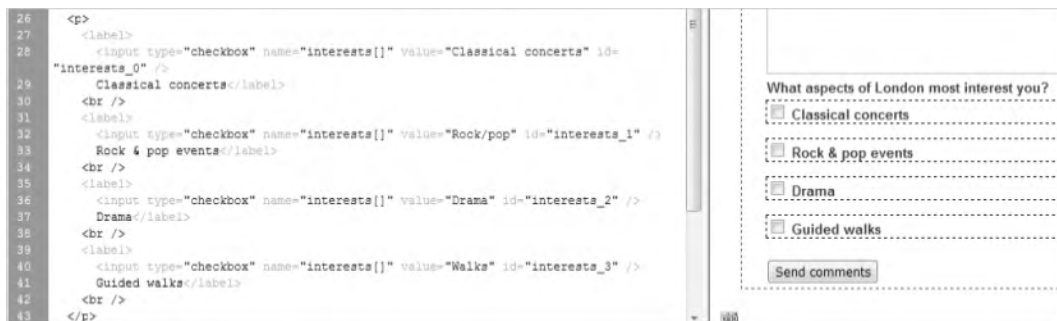 26 <p>
27 <label>
28 <input type="checkbox" name="interests[]" value="Classical concerts" id=
"interests_0" />
29 Classical concerts</label>
30 <br />
31 <label>
32 <input type="checkbox" name="interests[]" value="Rock/pop" id="interests_1" />
33 Rock & pop events</label>
34 <br />
35 <label>
36 <input type="checkbox" name="interests[]" value="Drama" id="interests_2" />
37 Drama</label>
38 <br />
39 <label>
40 <input type="checkbox" name="interests[]" value="Walks" id="interests_3" />
41 Guided walks</label>
42 <br />
43 </p>
What aspects of London most interest you?
Classical concerts
Rock & pop events
Drama
Guided walks
Send comments